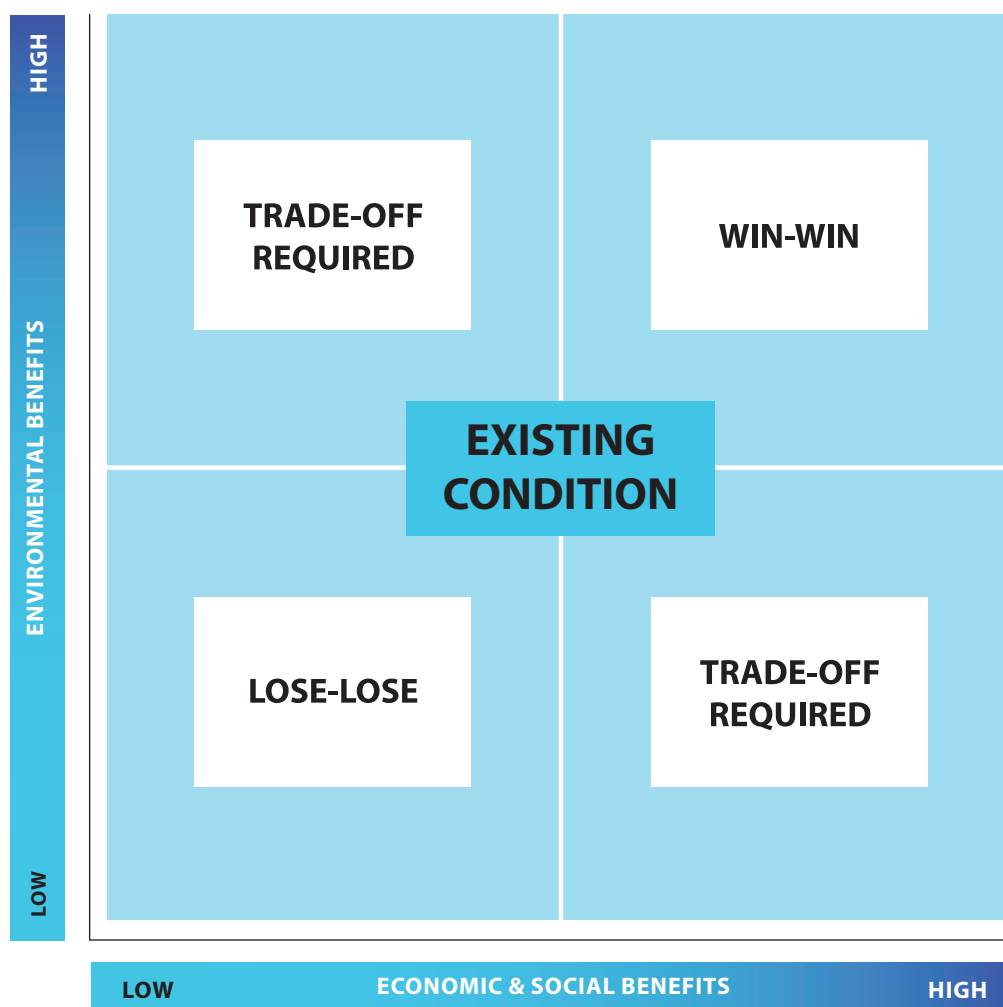 HIGH
ENVIRONMENTAL BENEFITS
LOW
TRADE-OFF
REQUIRED
WIN-WIN
EXISTING
CONDITION
LOSE-LOSE
TRADE-OFF
REQUIRED
LOW
ECONOMIC & SOCIAL BENEFITS
HIGH